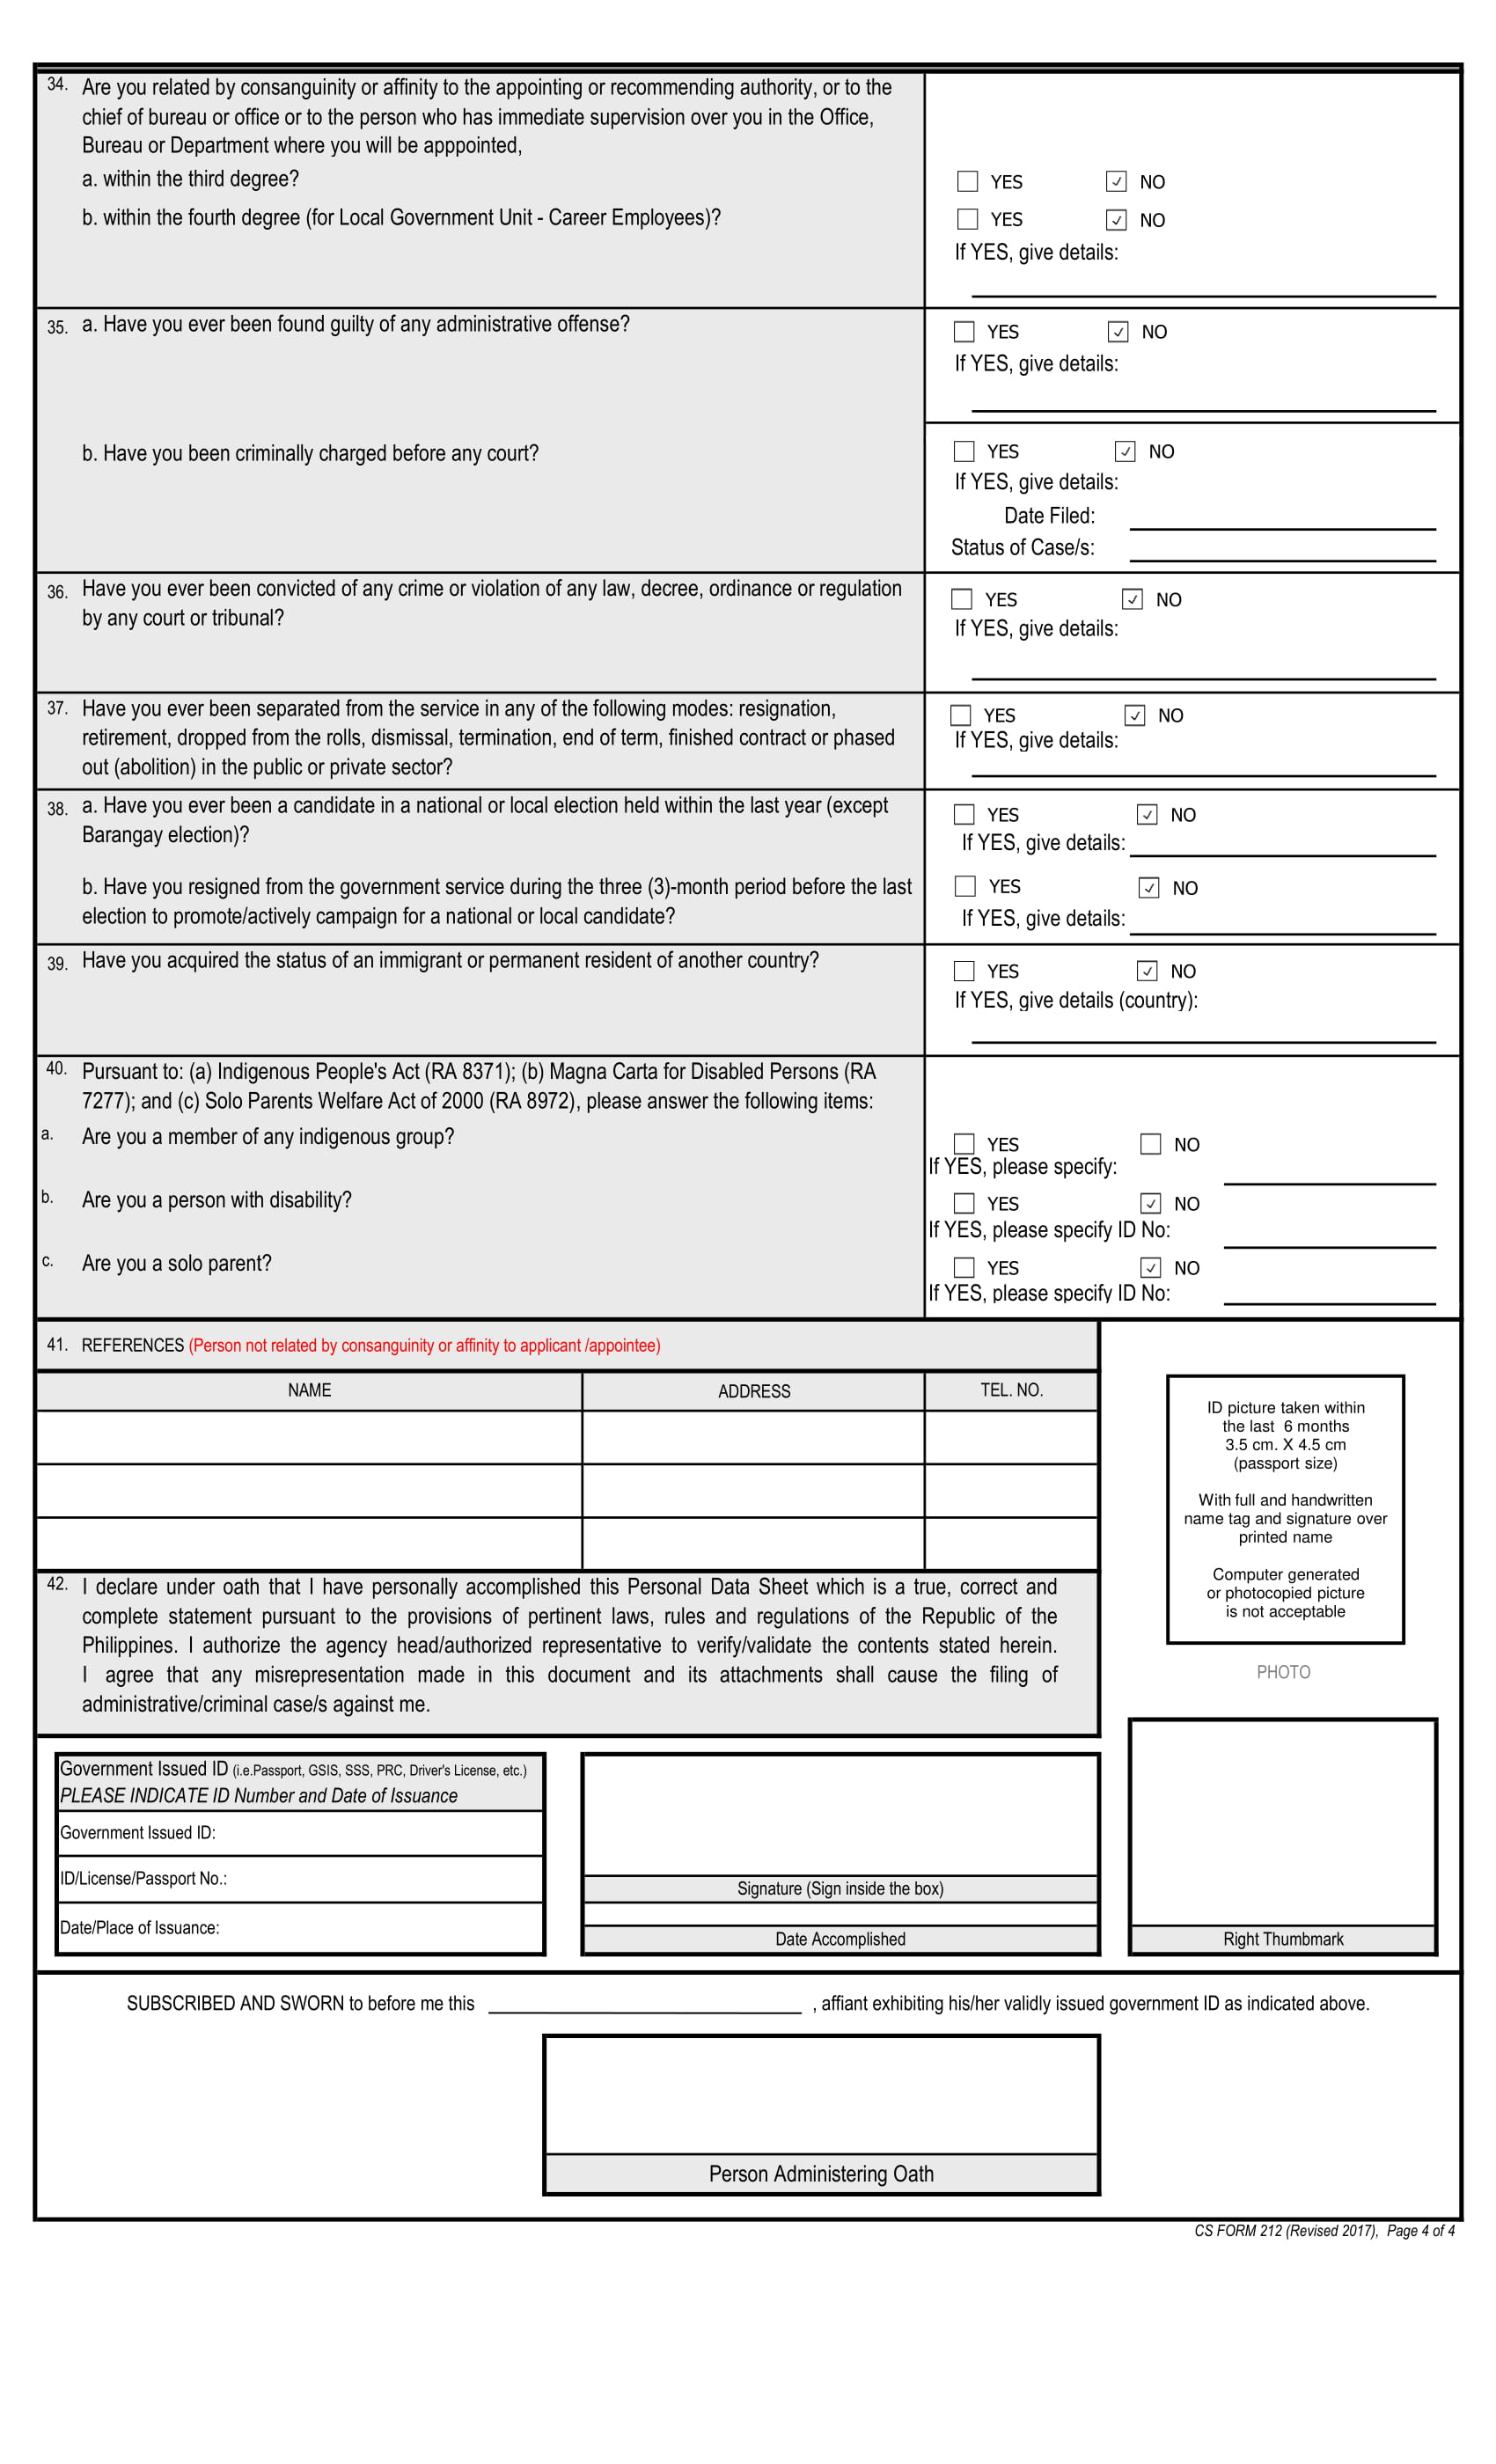 34. Are you related by consanguinity or affinity to the appointing or recommending authority, or to the
chief of bureau or office or to the person who has immediate supervision over you in the Office,
Bureau or Department where you will be apppointed,
a. within the third degree?
YES ✓ NO
b. within the fourth degree (for Local Government Unit - Career Employees)?
YES ✓ NO
If YES, give details:
35. a. Have you ever been found guilty of any administrative offense?
YES ✓ NO
If YES, give details:
b. Have you been criminally charged before any court?
YES ✓ NO
If YES, give details:
Date Filed:
Status of Case/s:
36. Have you ever been convicted of any crime or violation of any law, decree, ordinance or regulation
by any court or tribunal?
YES ✓ NO
If YES, give details:
37. Have you ever been separated from the service in any of the following modes: resignation,
retirement, dropped from the rolls, dismissal, termination, end of term, finished contract or phased
out (abolition) in the public or private sector?
YES ✓ NO
If YES, give details:
38. a. Have you ever been a candidate in a national or local election held within the last year (except
Barangay election)?
YES ✓ NO
If YES, give details:
b. Have you resigned from the government service during the three (3)-month period before the last
election to promote/actively campaign for a national or local candidate?
YES ✓ NO
If YES, give details:
39. Have you acquired the status of an immigrant or permanent resident of another country?
YES ✓ NO
If YES, give details (country):
40. Pursuant to: (a) Indigenous People's Act (RA 8371); (b) Magna Carta for Disabled Persons (RA
7277); and (c) Solo Parents Welfare Act of 2000 (RA 8972), please answer the following items:
a. Are you a member of any indigenous group?
YES NO
If YES, please specify:
b. Are you a person with disability?
YES ✓ NO
If YES, please specify ID No:
c. Are you a solo parent?
YES ✓ NO
If YES, please specify ID No:
41. REFERENCES (Person not related by consanguinity or affinity to applicant /appointee)
NAME ADDRESS TEL. NO.
ID picture taken within
the last 6 months
3.5 cm. X 4.5 cm
(passport size)
With full and handwritten
name tag and signature over
printed name
Computer generated
or photocopied picture
is not acceptable
PHOTO
42. I declare under oath that I have personally accomplished this Personal Data Sheet which is a true, correct and
complete statement pursuant to the provisions of pertinent laws, rules and regulations of the Republic of the
Philippines. I authorize the agency head/authorized representative to verify/validate the contents stated herein.
I agree that any misrepresentation made in this document and its attachments shall cause the filing of
administrative/criminal case/s against me.
Government Issued ID (i.e.Passport, GSIS, SSS, PRC, Driver's License, etc.)
PLEASE INDICATE ID Number and Date of Issuance
Government Issued ID:
ID/License/Passport No.:
Date/Place of Issuance:
Signature (Sign inside the box)
Date Accomplished
Right Thumbmark
SUBSCRIBED AND SWORN to before me this , affiant exhibiting his/her validly issued government ID as indicated above.
Person Administering Oath
CS FORM 212 (Revised 2017), Page 4 of 4